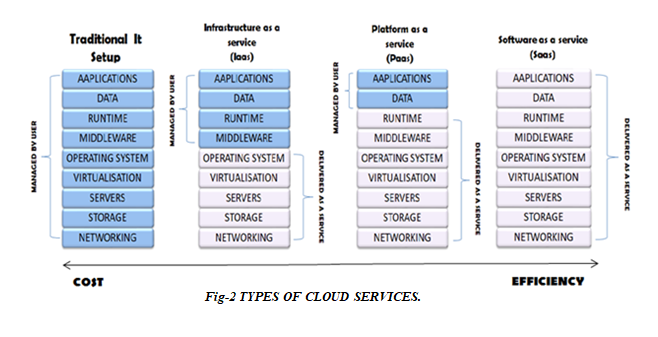 Traditional It
Setup
MANAGED BY USER
AAPLICATIONS
DATA
RUNTIME
MIDDLEWARE
OPERATING SYSTEM
VIRTUALISATION
SERVERS
STORAGE
NETWORKING
Infrastructure as a
service
(Iaas)
MANAGED BY USER
AAPLICATIONS
DATA
RUNTIME
MIDDLEWARE
OPERATING SYSTEM
VIRTUALISATION
SERVERS
STORAGE
NETWORKING
DELIVERED AS A SERVICE
Platform as a
service
(Paas)
MANAGED BY USER
AAPLICATIONS
DATA
RUNTIME
MIDDLEWARE
OPERATING SYSTEM
VIRTUALISATION
SERVERS
STORAGE
NETWORKING
DELIVERED AS A SERVICE
Software as a service
(Saas)
AAPLICATIONS
DATA
RUNTIME
MIDDLEWARE
OPERATING SYSTEM
VIRTUALISATION
SERVERS
STORAGE
NETWORKING
DELIVERED AS A SERVICE
COST
EFFICIENCY
Fig-2 TYPES OF CLOUD SERVICES.